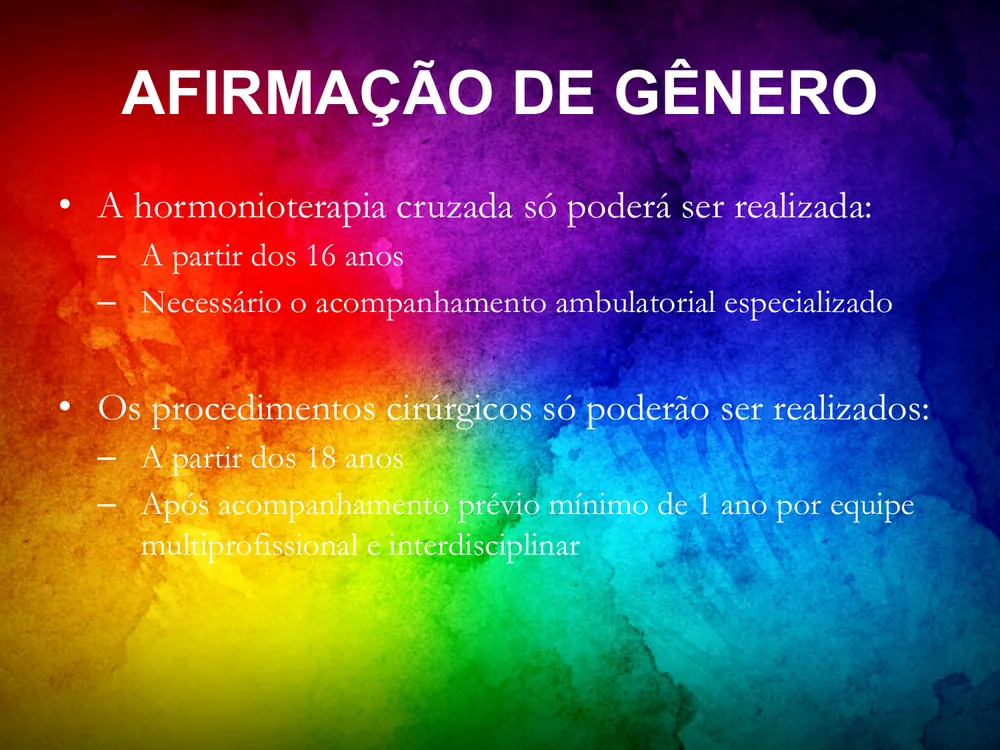 AFIRMAÇÃO DE GÊNERO
• A hormonioterapia cruzada só poderá ser realizada:
– A partir dos 16 anos
– Necessário o acompanhamento ambulatorial especializado
• Os procedimentos cirúrgicos só poderão ser realizados:
– A partir dos 18 anos
– Após acompanhamento prévio mínimo de 1 ano por equipe
multiprofissional e interdisciplinar